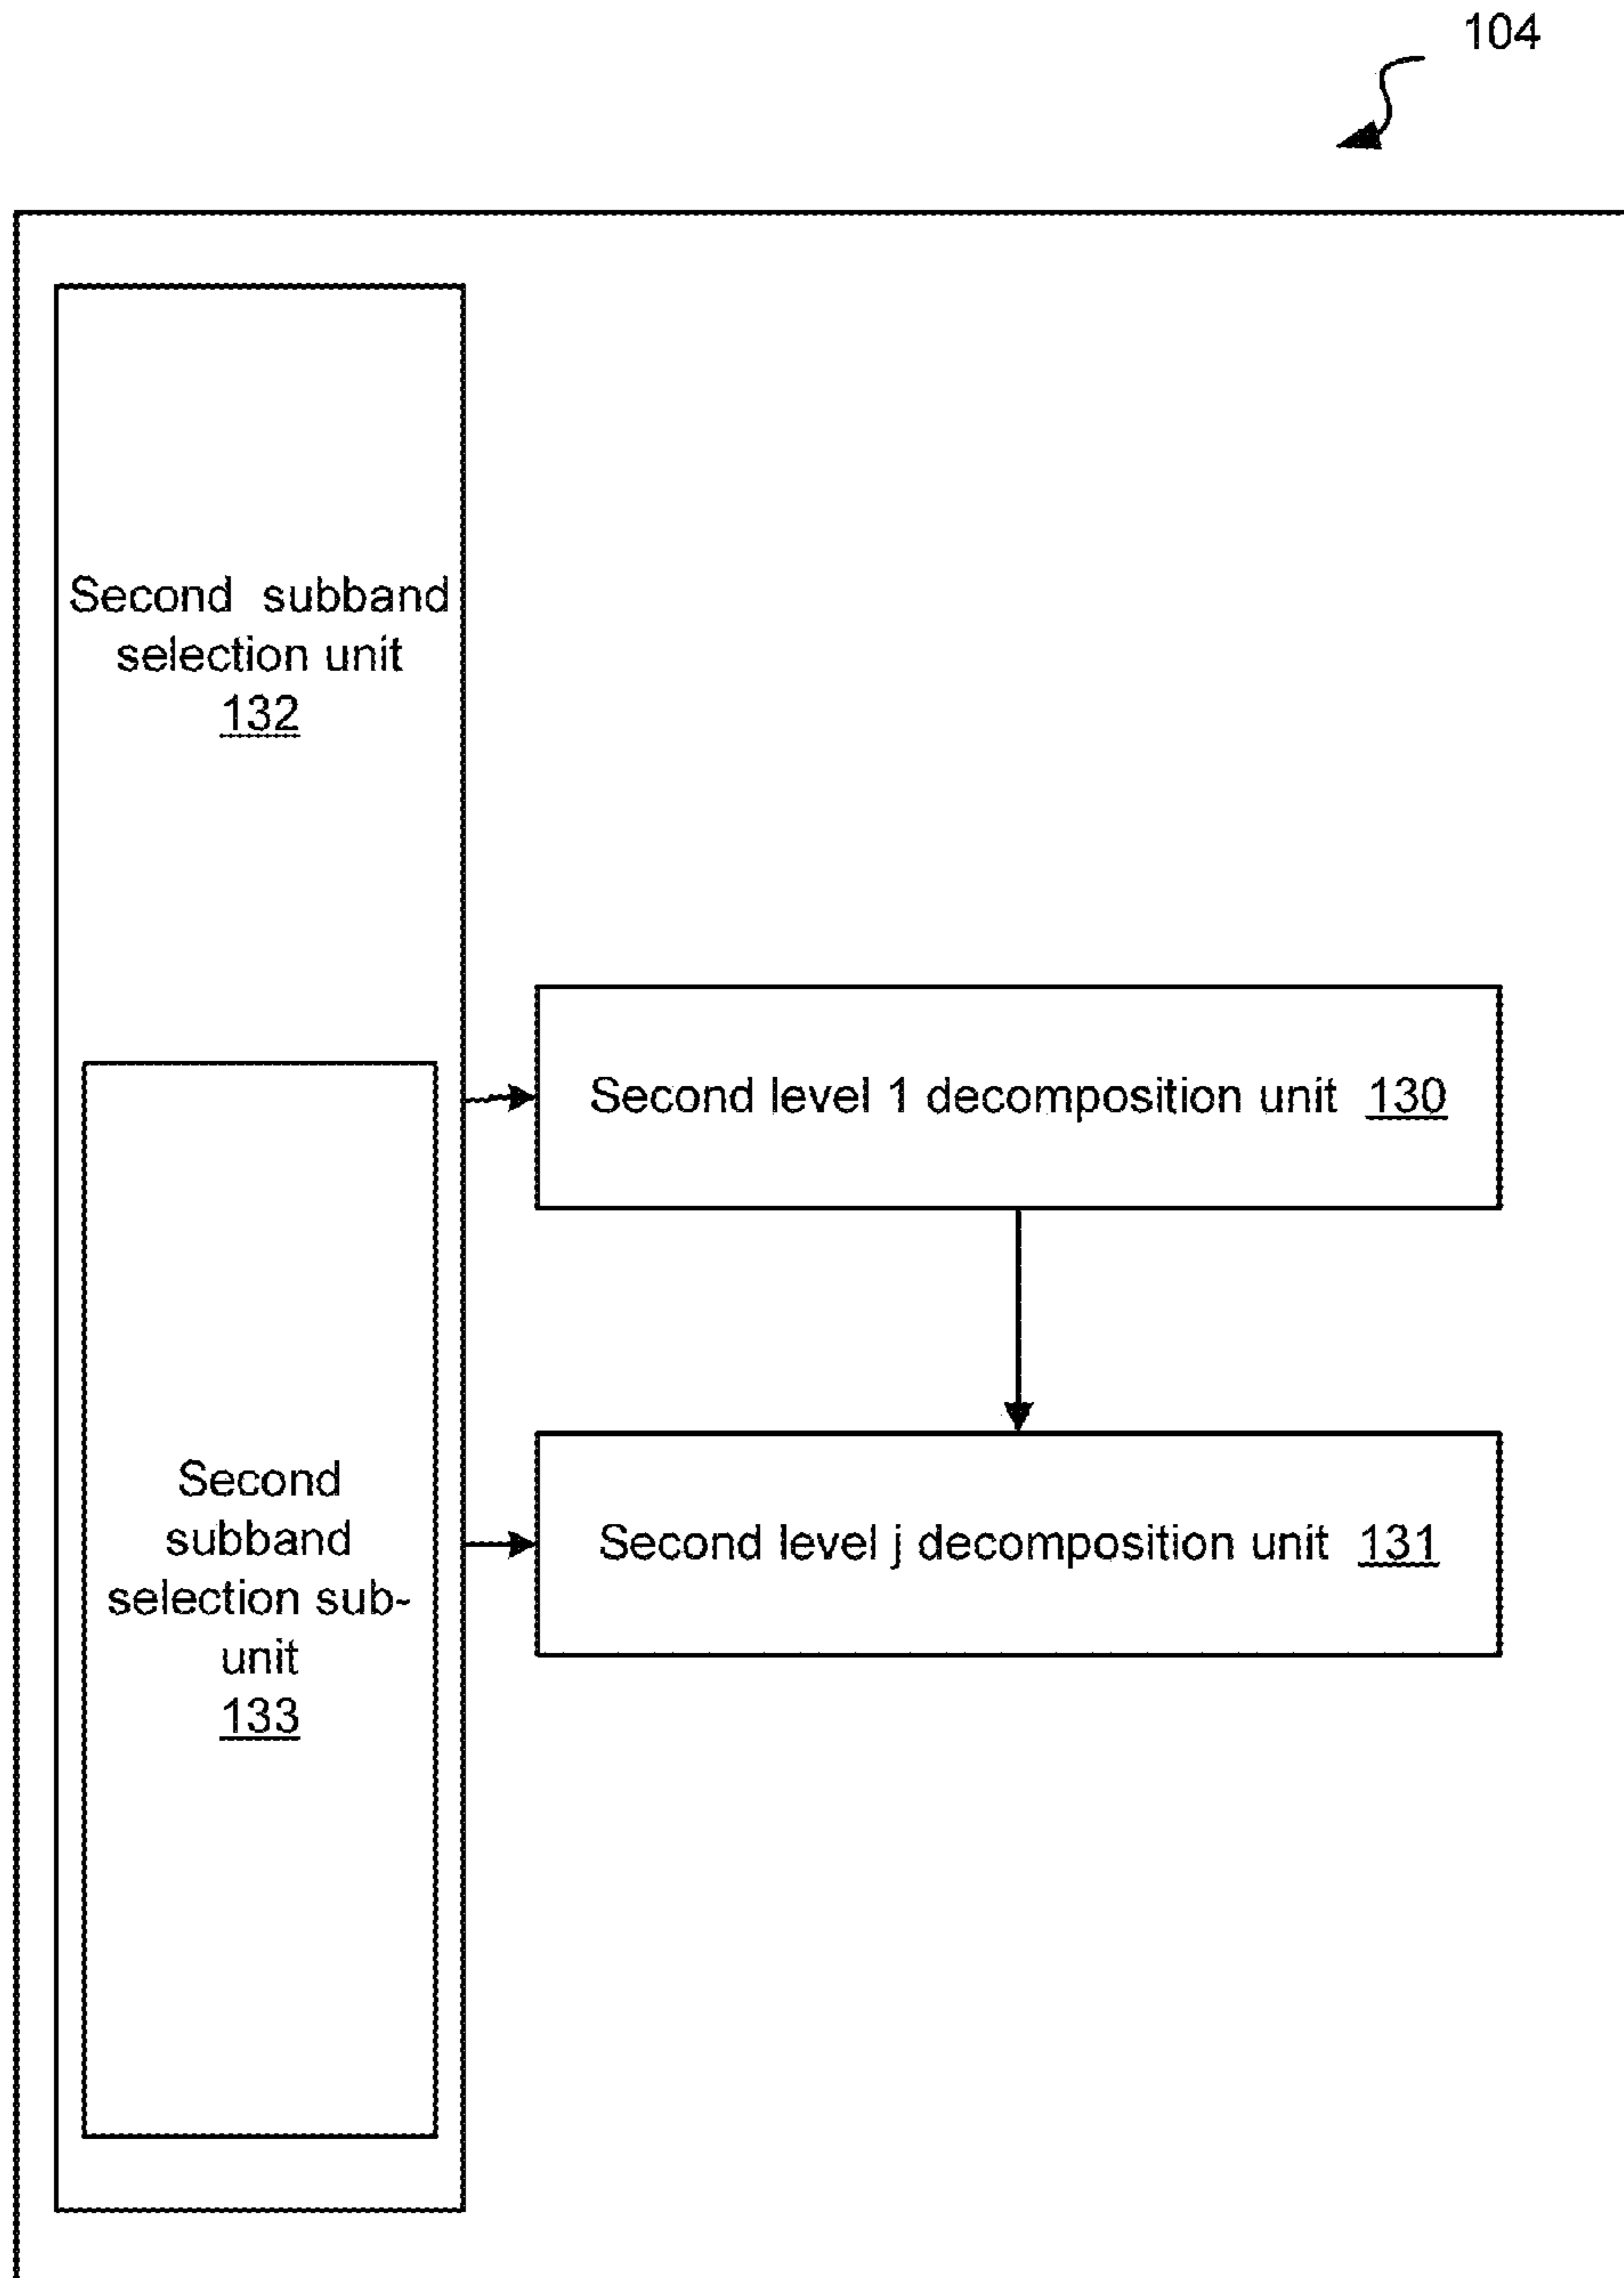 104
Second subband
selection unit
132
Second level 1 decomposition unit 130
Second
subband
selection sub-
unit
133
Second level j decomposition unit 131